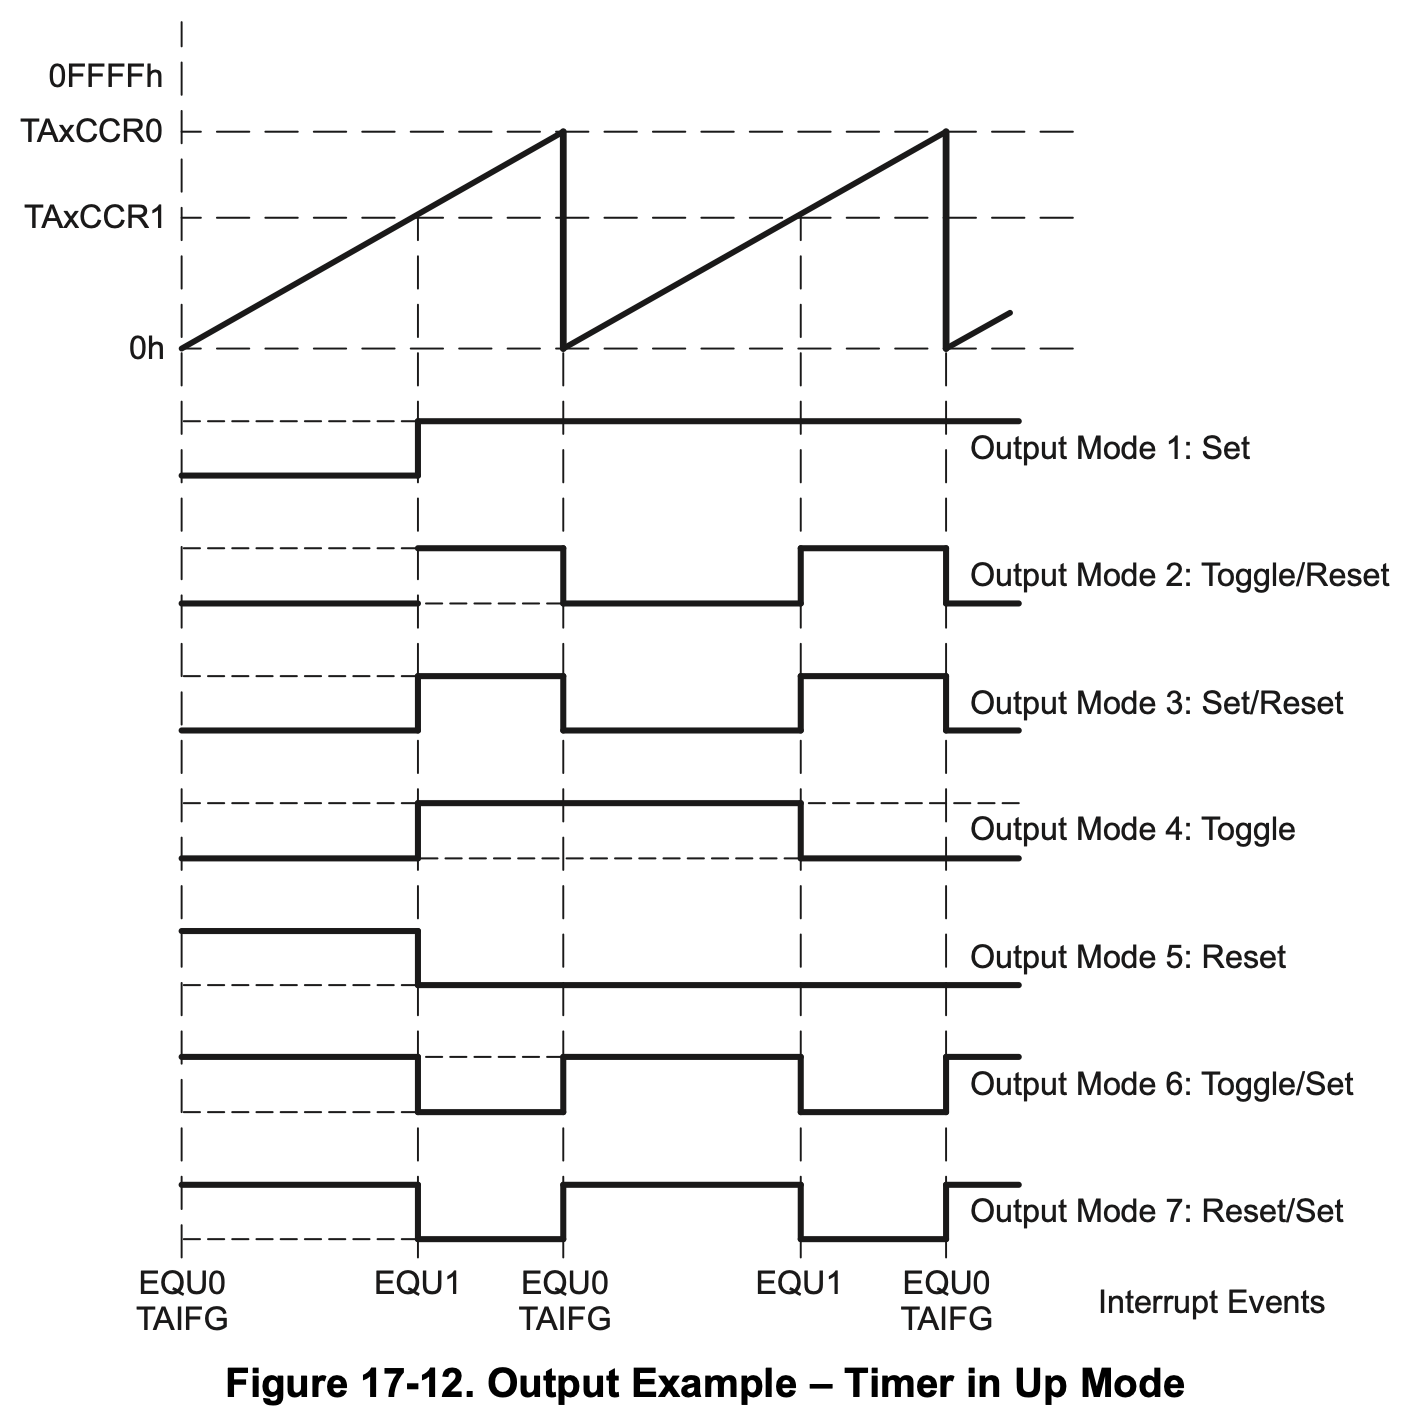 0FFFFh
TAxCCR0
TAxCCR1
0h
Output Mode 1: Set
Output Mode 2: Toggle/Reset
Output Mode 3: Set/Reset
Output Mode 4: Toggle
Output Mode 5: Reset
Output Mode 6: Toggle/Set
Output Mode 7: Reset/Set
EQU0 EQU1 EQU0 EQU1 EQU0
TAIFG TAIFG TAIFG
Interrupt Events
Figure 17-12. Output Example – Timer in Up Mode